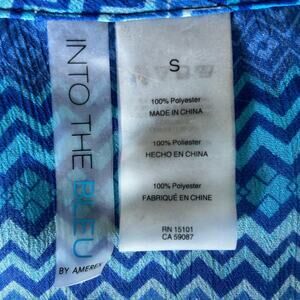 INTO THE BLEU
BY AMEREX
S
100% Polyester
MADE IN CHINA
100% Poliester
HECHO EN CHINA
100% Polyester
FABRIQUÉ EN CHINE
RN 15101
CA 59087